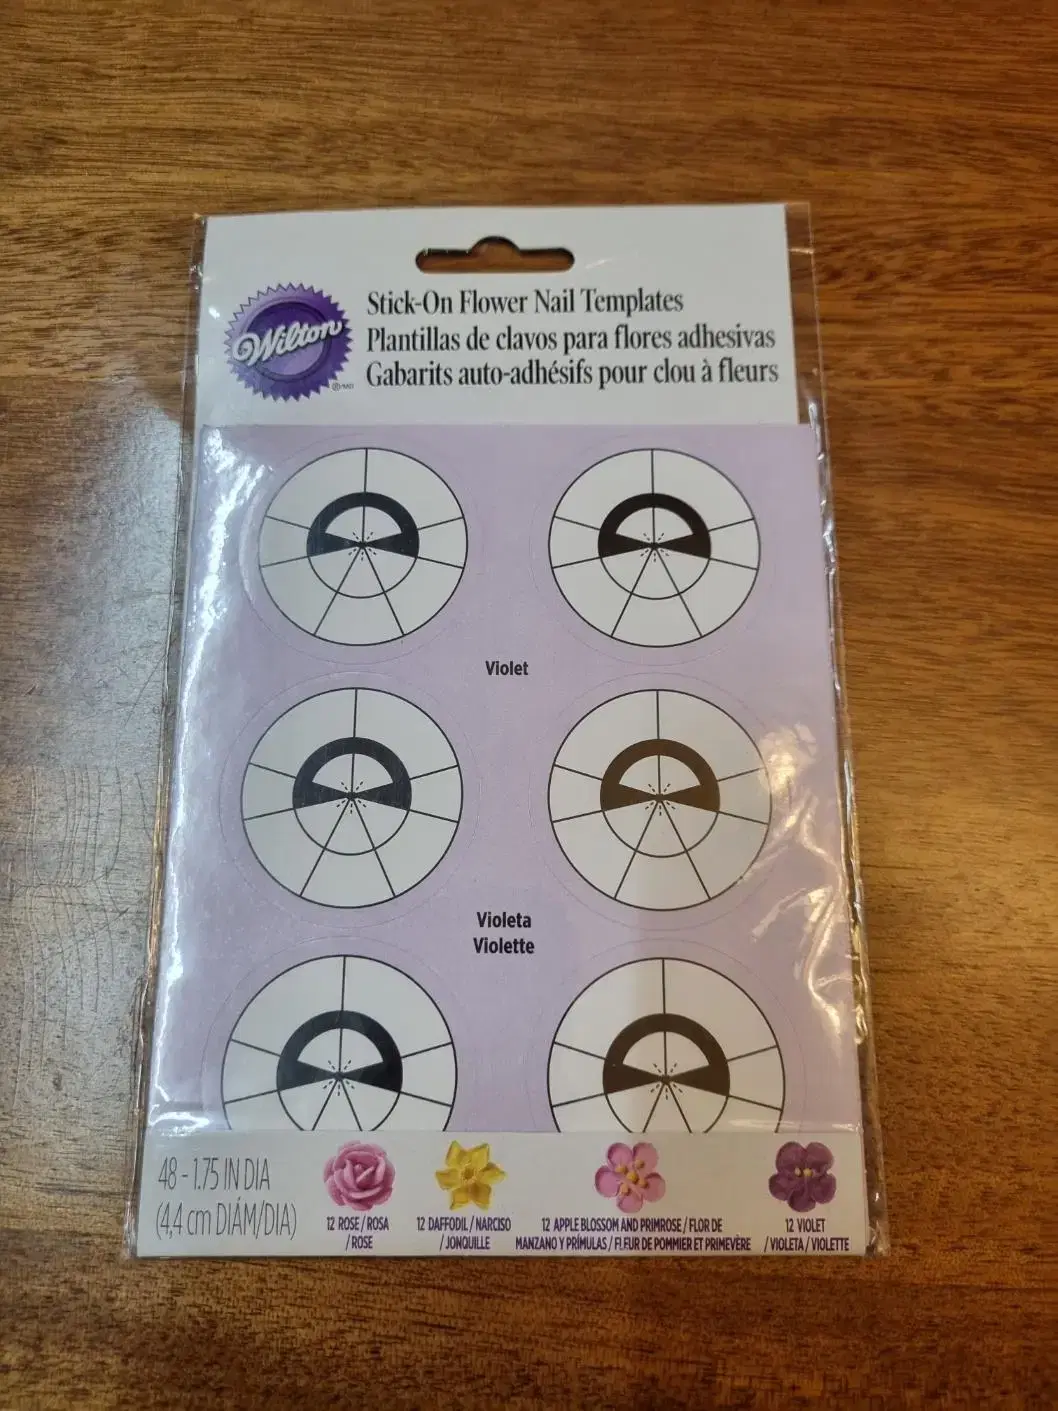 Wilton
®/MD
Stick-On Flower Nail Templates
Plantillas de clavos para flores adhesivas
Gabarits auto-adhésifs pour clou à fleurs
Violet
Violeta
Violette
48 - 1.75 IN DIA
(4,4 cm DIÁM/DIA)
12 ROSE / ROSA
/ ROSE
12 DAFFODIL / NARCISO
/ JONQUILLE
12 APPLE BLOSSOM AND PRIMROSE / FLOR DE
MANZANO Y PRÍMULAS / FLEUR DE POMMIER ET PRIMEVÈRE
12 VIOLET
/ VIOLETA / VIOLETTE